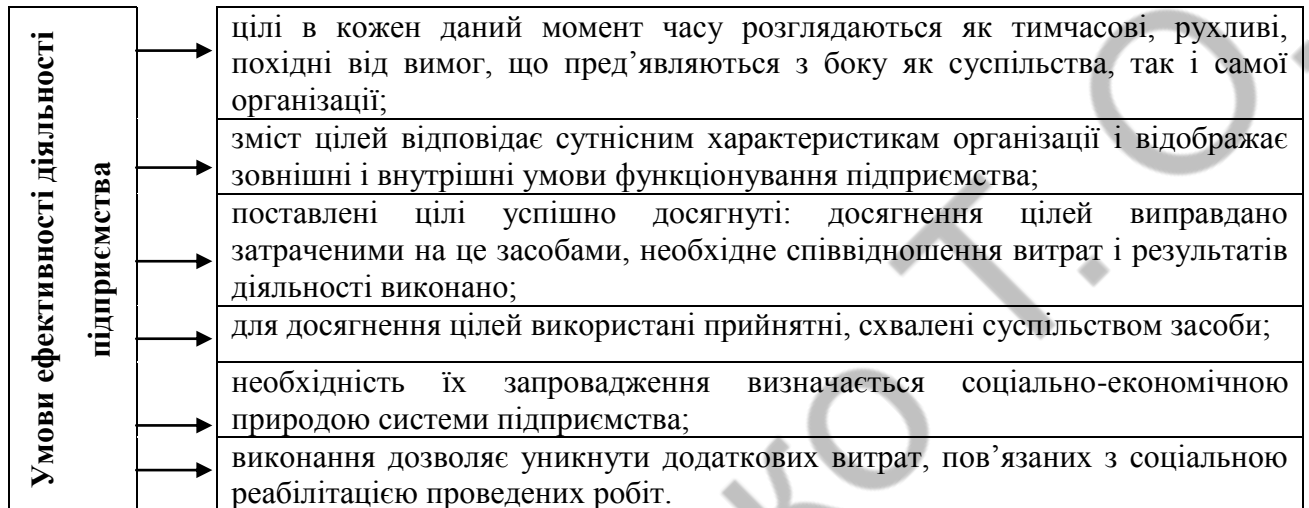 Умови ефективності діяльності
підприємства
цілі в кожен даний момент часу розглядаються як тимчасові, рухливі,
похідні від вимог, що пред’являються з боку як суспільства, так і самої
організації;
зміст цілей відповідає сутнісним характеристикам організації і відображає
зовнішні і внутрішні умови функціонування підприємства;
поставлені цілі успішно досягнуті: досягнення цілей виправдано
затраченими на це засобами, необхідне співвідношення витрат і результатів
діяльності виконано;
для досягнення цілей використані прийнятні, схвалені суспільством засоби;
необхідність їх запровадження визначається соціально-економічною
природою системи підприємства;
виконання дозволяє уникнути додаткових витрат, пов’язаних з соціальною
реабілітацією проведених робіт.
ко Т. О.